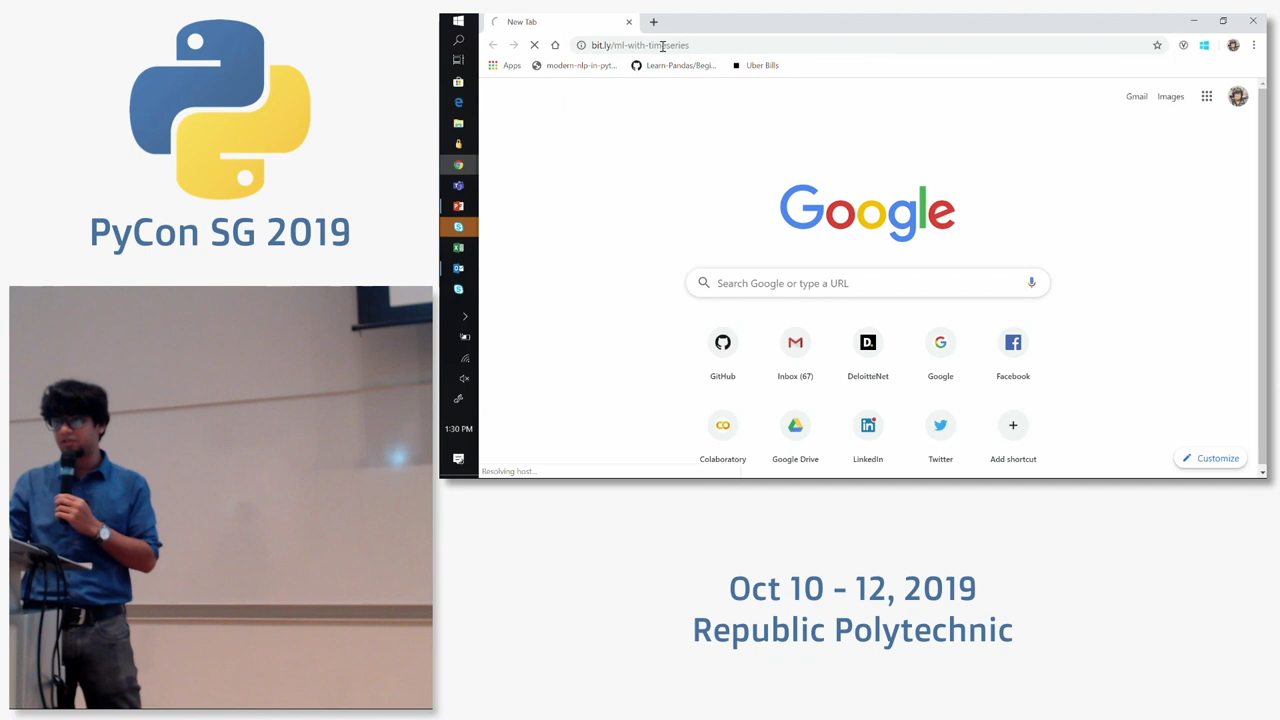 PyCon SG 2019
New Tab
bit.ly/ml-with-timeseries
Apps
modern-nlp-in-pyt...
Learn-Pandas/Begi...
Uber Bills
Gmail
Images
Google
Search Google or type a URL
GitHub
Inbox (67)
DeloitteNet
Google
Facebook
Colaboratory
Google Drive
LinkedIn
Twitter
Add shortcut
Customize
Resolving host...
1:30 PM
Oct 10 - 12, 2019
Republic Polytechnic